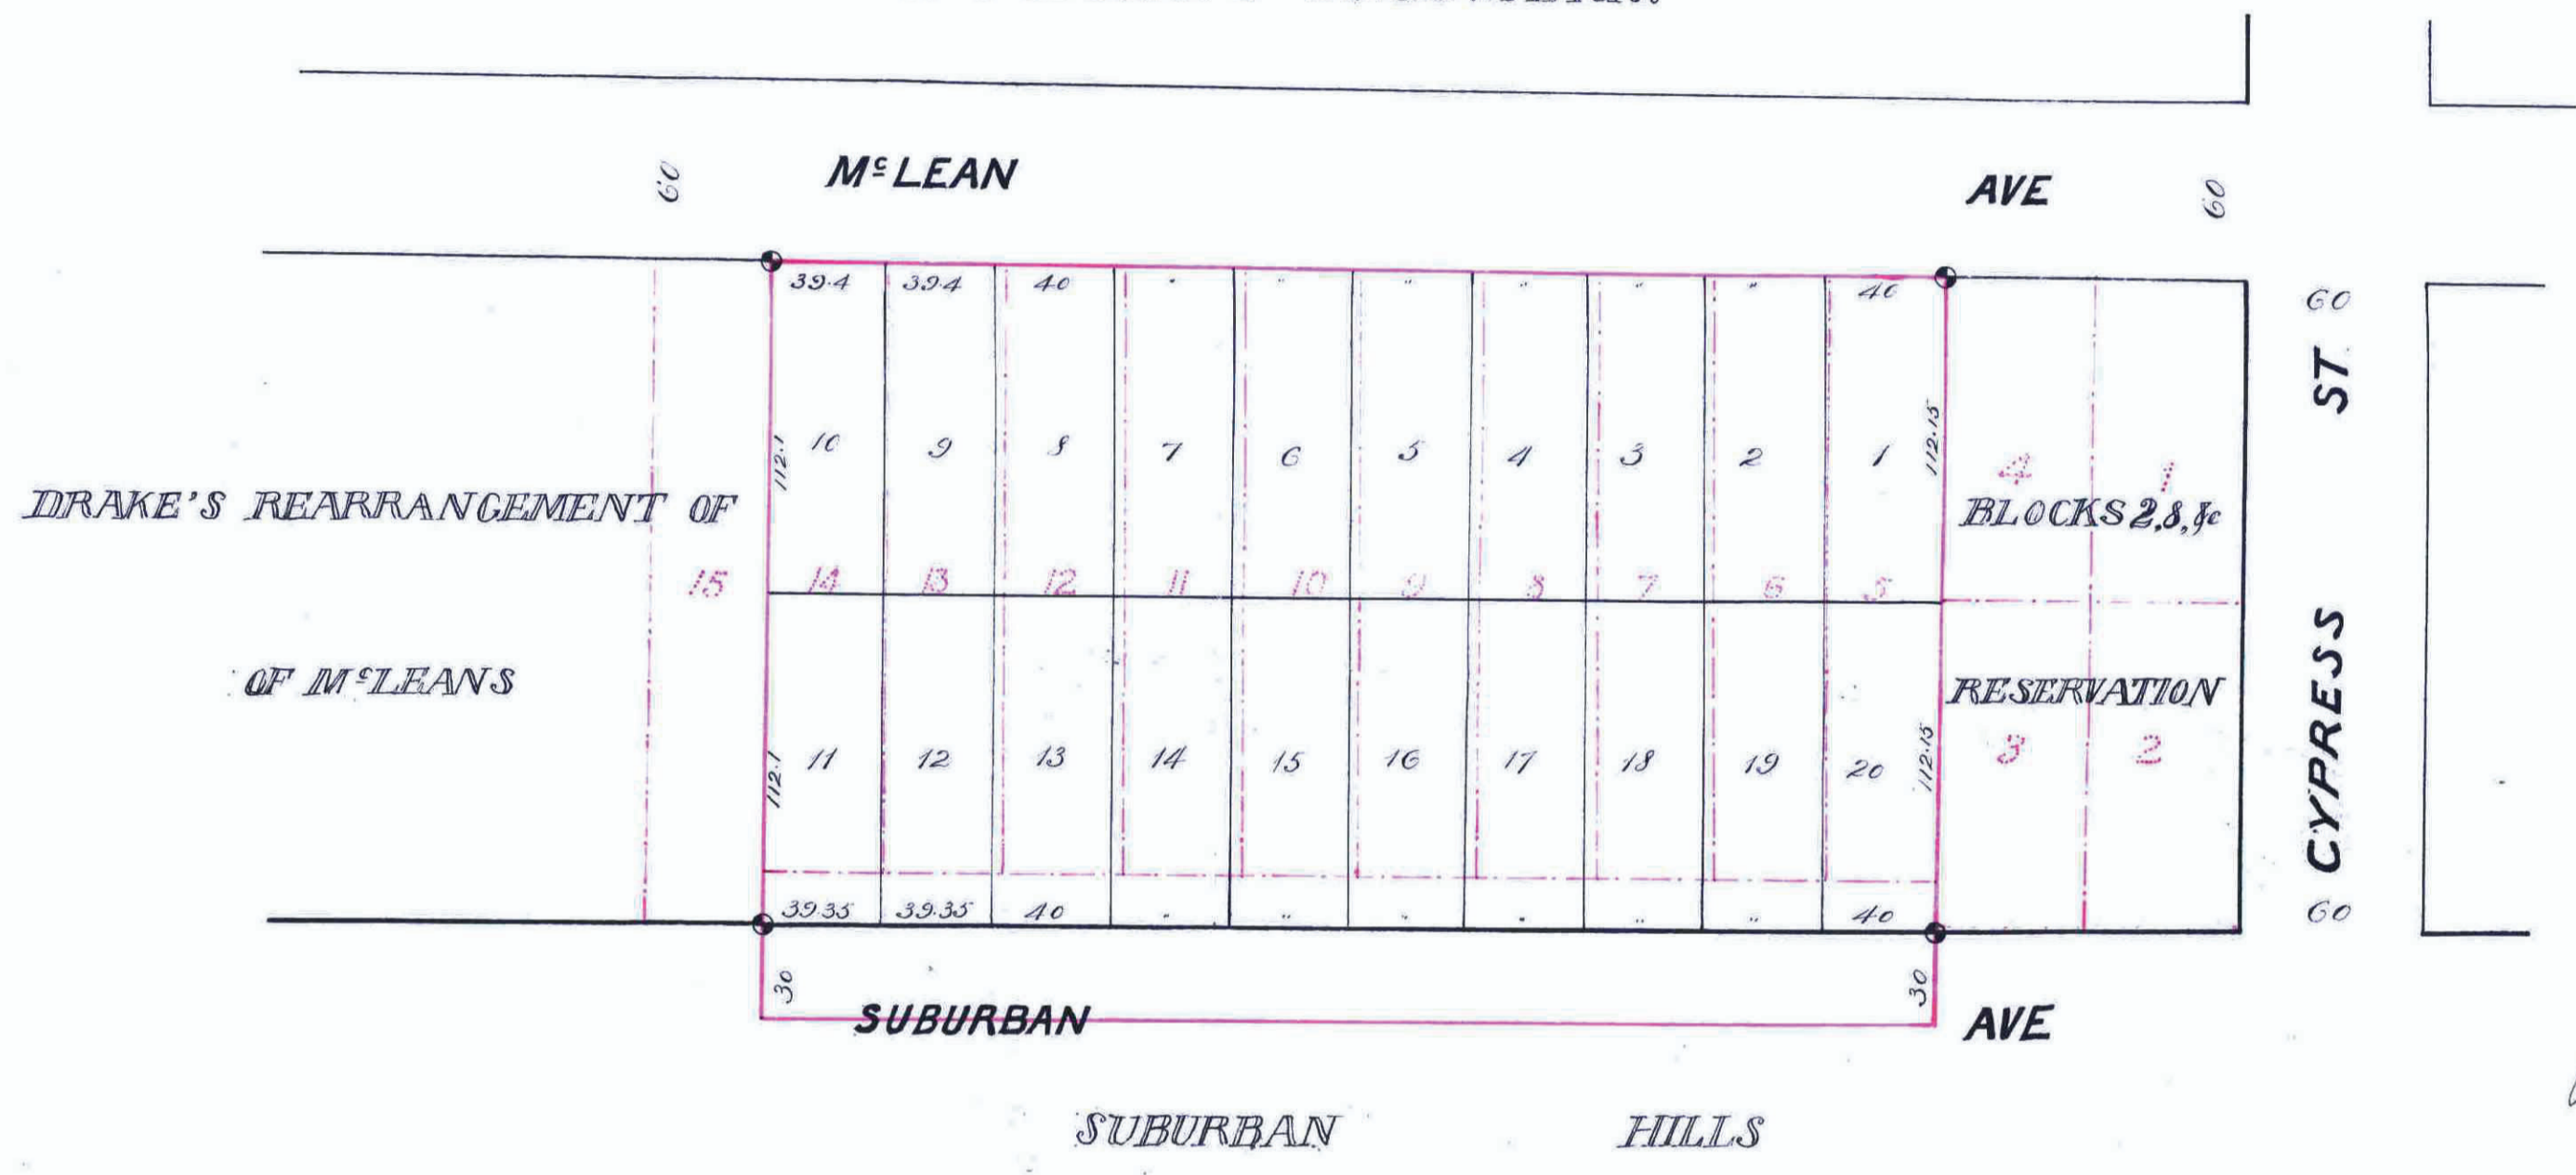 60 McLEAN AVE 60
39.4 39.4 40 " " " " " " 40
60
ST
10 9 8 7 6 5 4 3 2 1
112.1 112.15
4 1
DRAKE'S REARRANGEMENT OF BLOCKS 2, 8, &c
15 14 13 12 11 10 9 8 7 6 5
OF McLEANS RESERVATION
CYPRESS
112.1 11 12 13 14 15 16 17 18 19 20 112.15
3 2
39.35 39.35 40 " " " " " " 40
60
30 30
SUBURBAN AVE
SUBURBAN HILLS